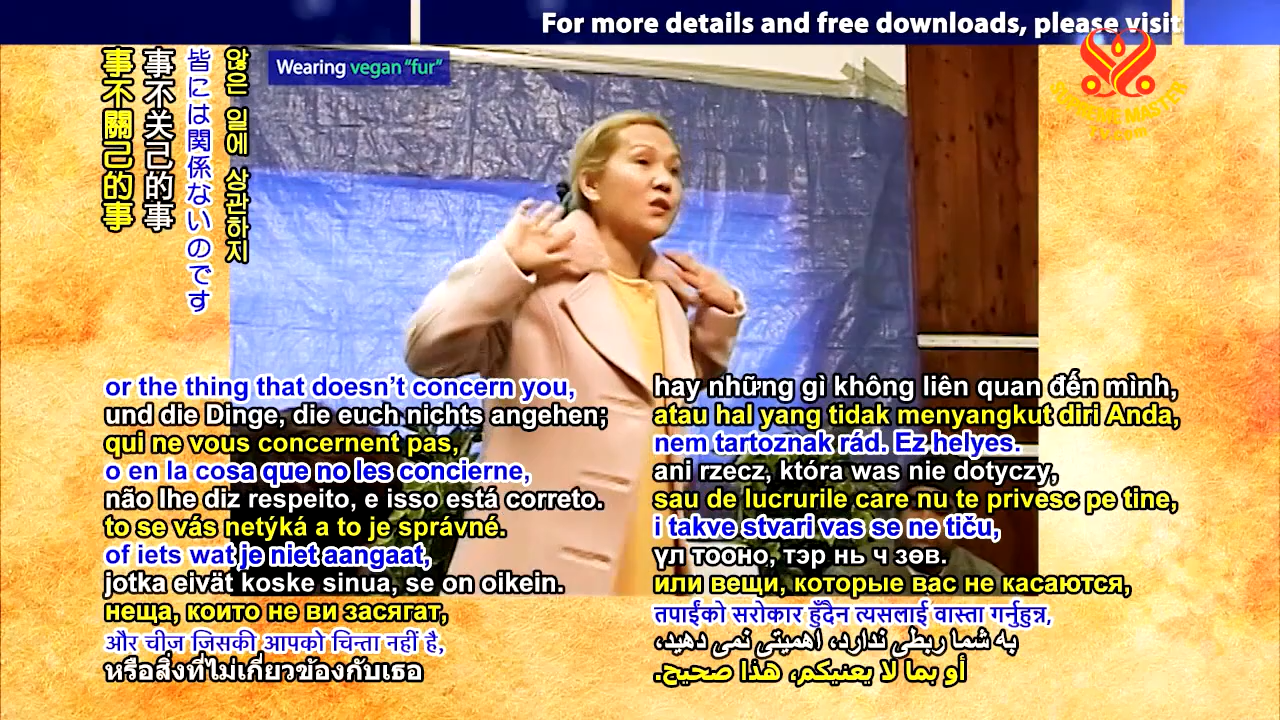 For more details and free downloads, please visit
SUPREME MASTER
TV.com
Wearing vegan "fur"
않은 일에 상관하지
皆には関係ないのです
事不关己的事
事不關己的事
or the thing that doesn't concern you,
und die Dinge, die euch nichts angehen;
qui ne vous concernent pas,
o en la cosa que no les concierne,
não lhe diz respeito, e isso está correto.
to se vás netýká a to je správné.
of iets wat je niet aangaat,
jotka eivät koske sinua, se on oikein.
неща, които не ви засягат,
और चीज़ जिसकी आपको चिन्ता नहीं है,
หรือสิ่งที่ไม่เกี่ยวข้องกับเธอ
hay những gì không liên quan đến mình,
atau hal yang tidak menyangkut diri Anda,
nem tartoznak rád. Ez helyes.
ani rzecz, która was nie dotyczy,
sau de lucrurile care nu te privesc pe tine,
i takve stvari vas se ne tiču,
үл тооно, тэр нь ч зөв.
или вещи, которые вас не касаются,
तपाईंको सरोकार हुँदैन त्यसलाई वास्ता गर्नुहुन्न,
به شما ربطی ندارد، اهمیتی نمی دهید،
أو بما لا يعنيكم، هذا صحيح.